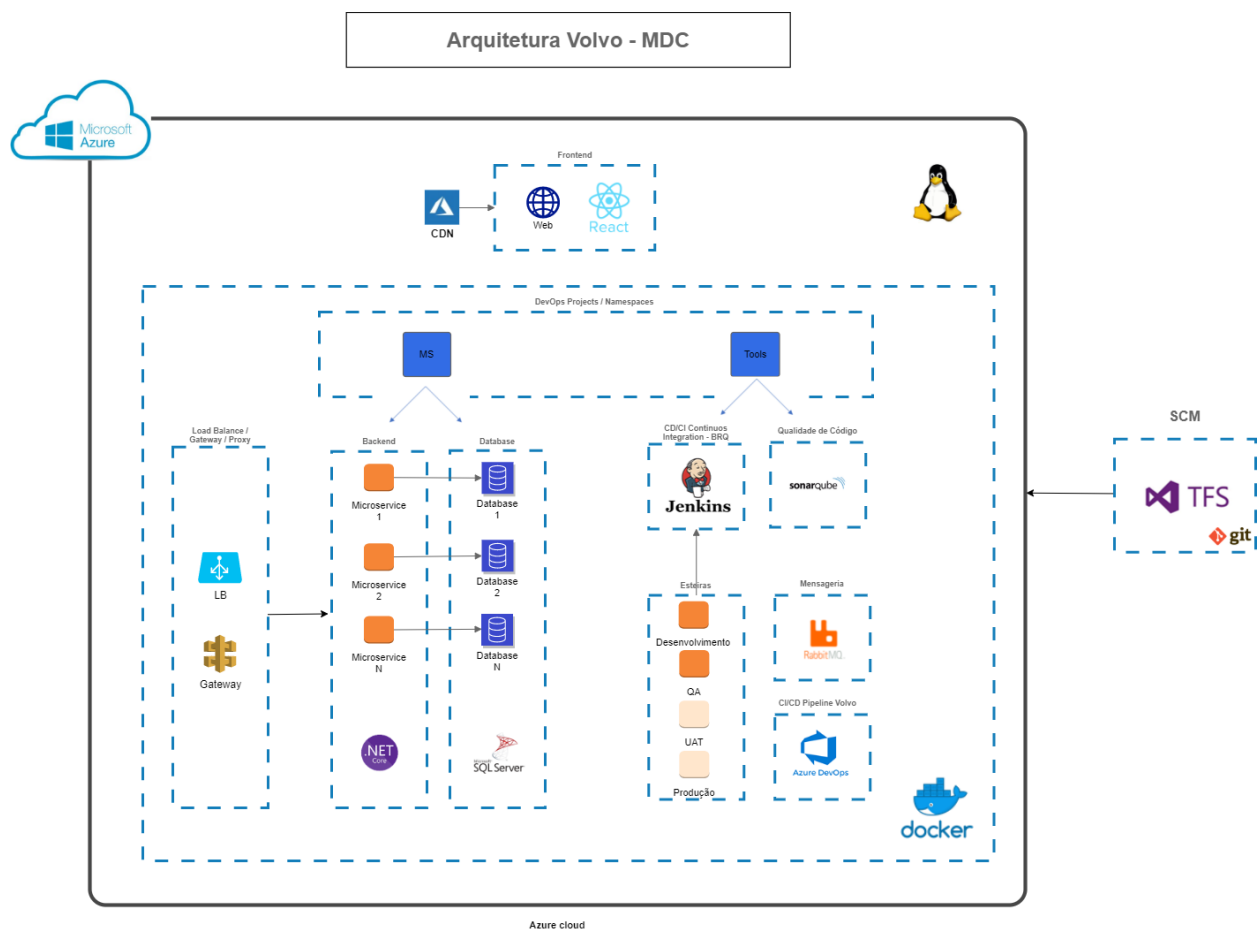 Arquitetura Volvo - MDC
Microsoft
Azure
Frontend
CDN
Web
React
DevOps Projects / Namespaces
MS
Tools
Load Balance /
Gateway / Proxy
LB
Gateway
Backend
Microservice
1
Microservice
2
Microservice
N
.NET
Core
Database
Database
1
Database
2
Database
N
Microsoft
SQL Server
CD/CI Continuos
Integration - BRQ
Jenkins
Qualidade de Código
sonarqube
Esteiras
Desenvolvimento
QA
UAT
Produção
Mensageria
RabbitMQ
CI/CD Pipeline Volvo
Azure DevOps
docker
SCM
TFS
git
Azure cloud